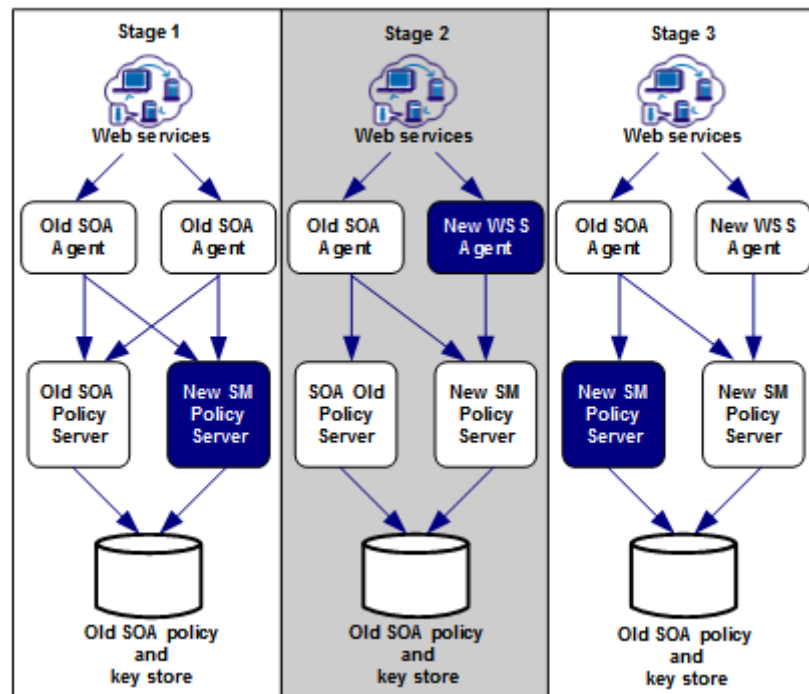 Stage 1
Web services
Old SOA
Agent
Old SOA
Agent
Old SOA
Policy
Server
New SM
Policy
Server
Old SOA policy
and
key store
Stage 2
Web services
Old SOA
Agent
New WSS
Agent
SOA Old
Policy
Server
New SM
Policy
Server
Old SOA policy
and
key store
Stage 3
Web services
Old SOA
Agent
New WSS
Agent
New SM
Policy
Server
New SM
Policy
Server
Old SOA policy
and
key store